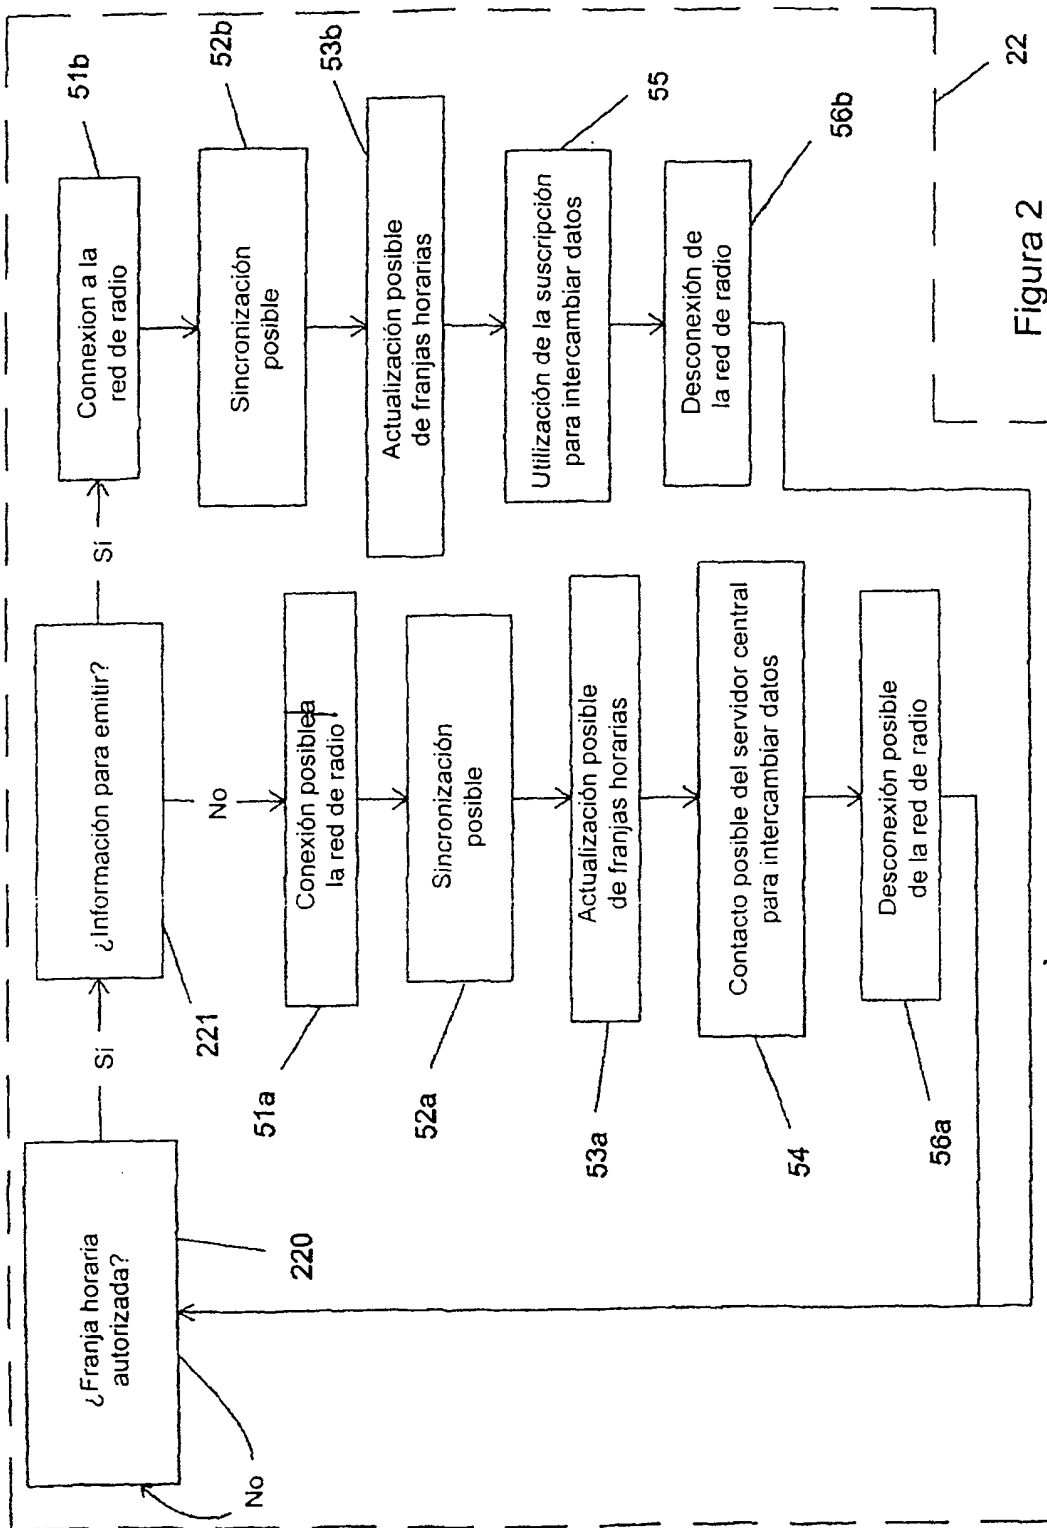 ¿Franja horaria
autorizada?
220
No
Sí
¿Información para emitir?
221
Sí
No
Connexion a la
red de radio
51b
Sincronización
posible
52b
Actualización posible
de franjas horarias
53b
Utilización de la suscripción
para intercambiar datos
55
Desconexión de
la red de radio
56b
Conexión posiblea
la red de radio
51a
Sincronización
posible
52a
Actualización posible
de franjas horarias
53a
Contacto posible del servidor central
para intercambiar datos
54
Desconexión posible
de la red de radio
56a
22
Figura 2